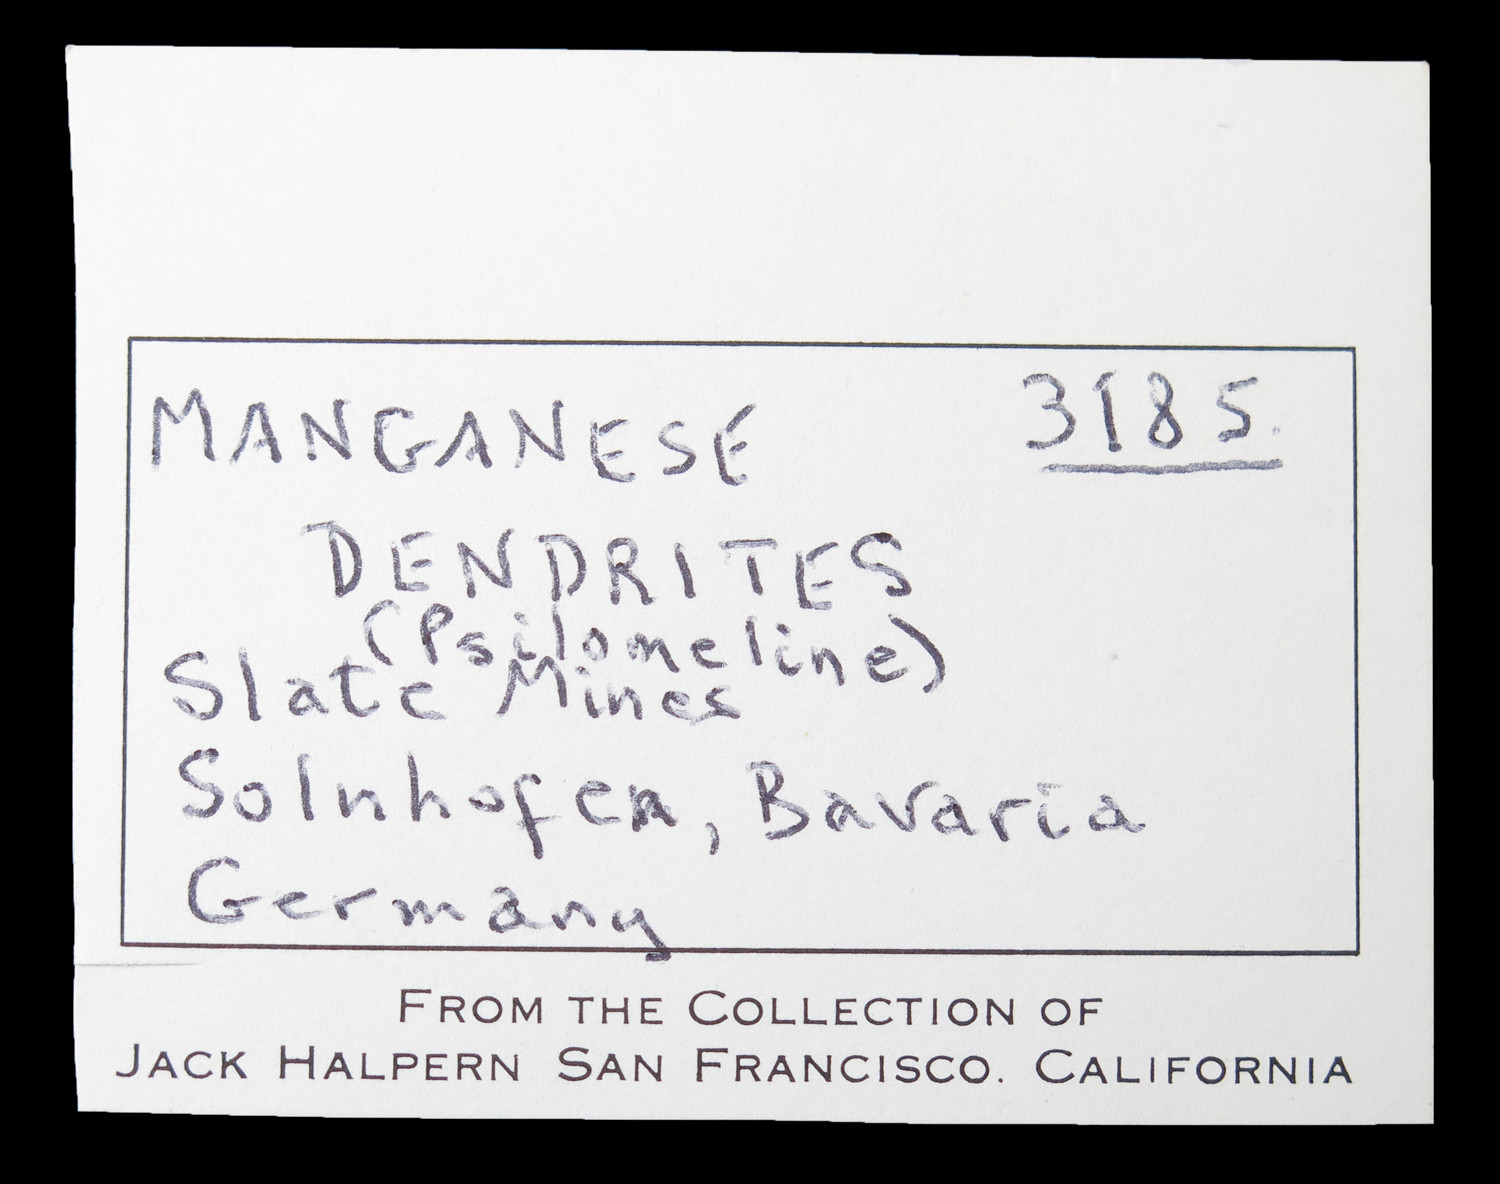 MANGANESE 3185.
DENDRITES
(Psilomeline)
Slate Mines
Solnhofen, Bavaria
Germany
FROM THE COLLECTION OF
JACK HALPERN SAN FRANCISCO. CALIFORNIA